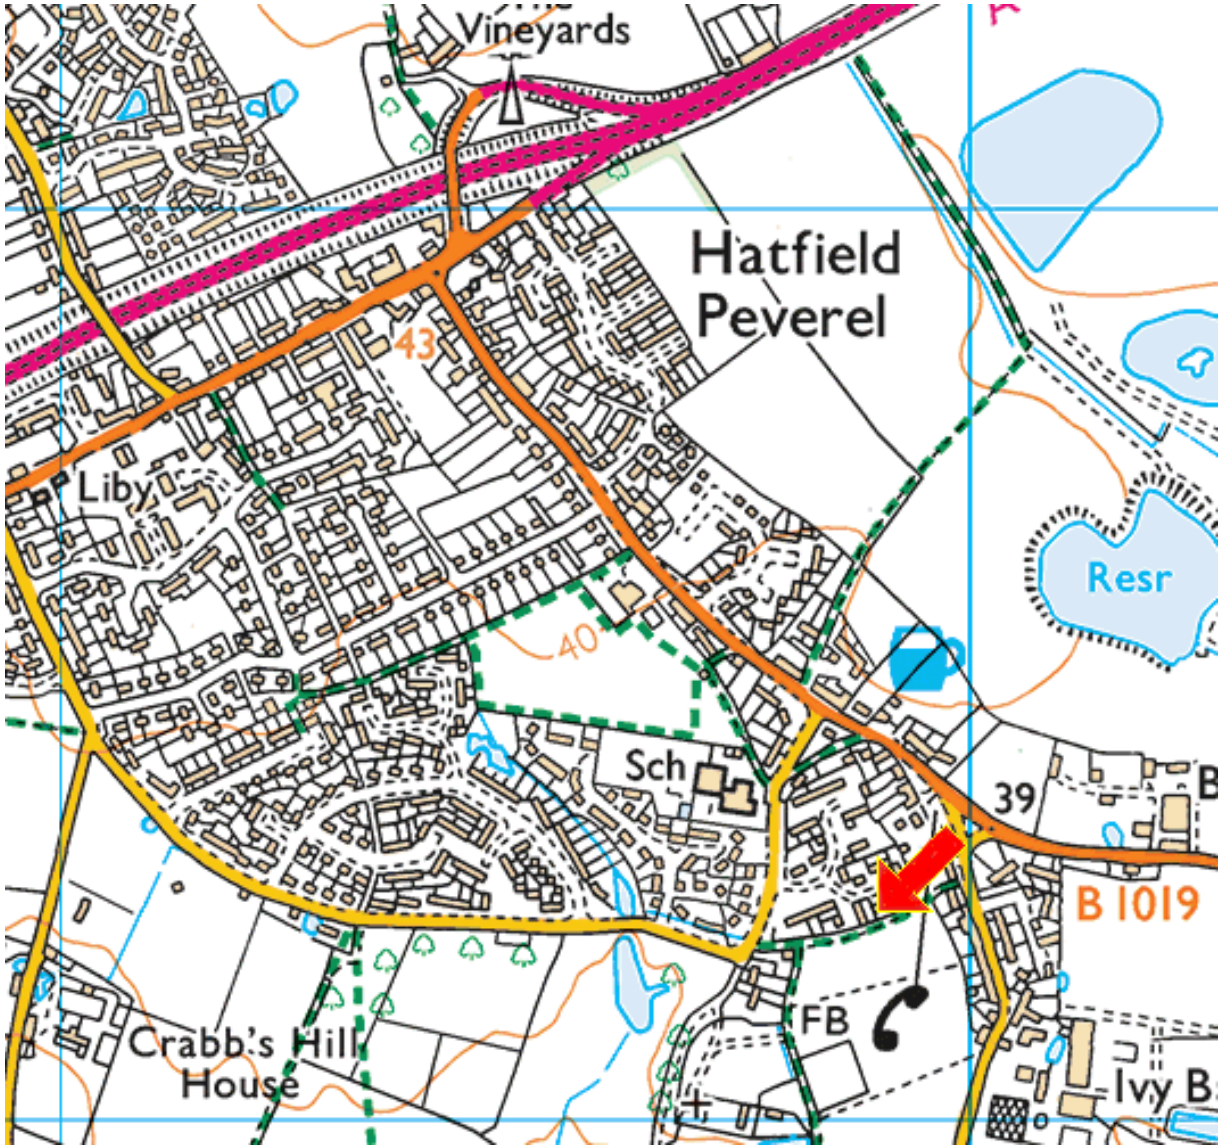 Vineyards
Hatfield
Peverel
43
Liby
Resr
40
Sch
39
B 1019
FB
Crabb's Hill
House
Ivy B